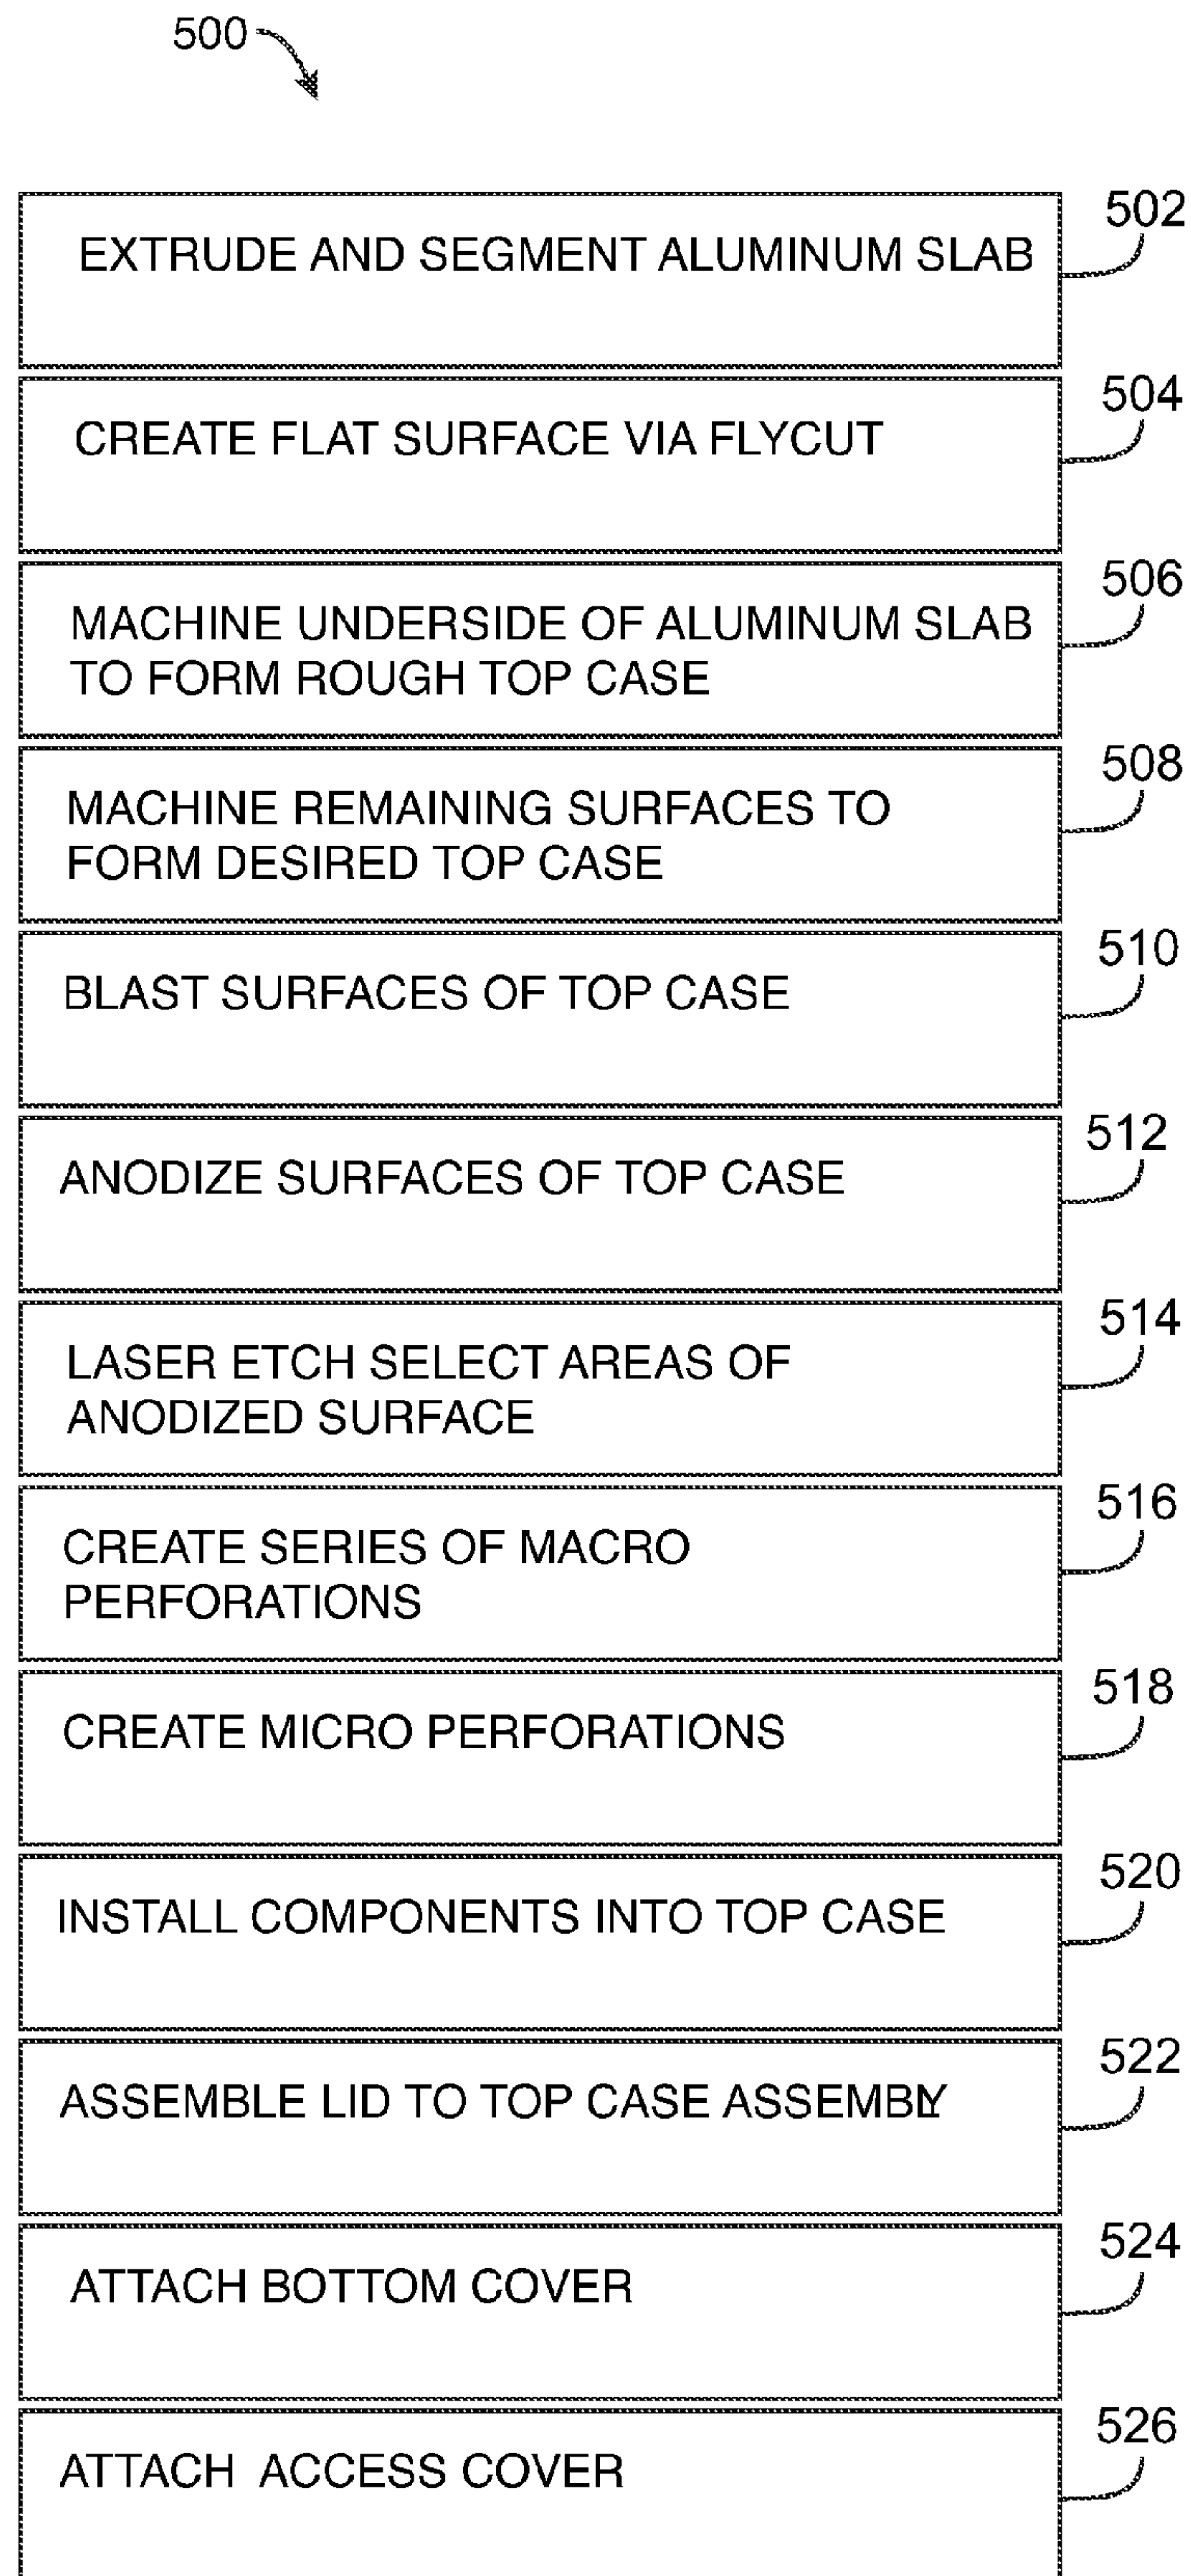 500
502
EXTRUDE AND SEGMENT ALUMINUM SLAB
504
CREATE FLAT SURFACE VIA FLYCUT
506
MACHINE UNDERSIDE OF ALUMINUM SLAB
TO FORM ROUGH TOP CASE
508
MACHINE REMAINING SURFACES TO
FORM DESIRED TOP CASE
510
BLAST SURFACES OF TOP CASE
512
ANODIZE SURFACES OF TOP CASE
514
LASER ETCH SELECT AREAS OF
ANODIZED SURFACE
516
CREATE SERIES OF MACRO
PERFORATIONS
518
CREATE MICRO PERFORATIONS
520
INSTALL COMPONENTS INTO TOP CASE
522
ASSEMBLE LID TO TOP CASE ASSEMBLY
524
ATTACH BOTTOM COVER
526
ATTACH ACCESS COVER